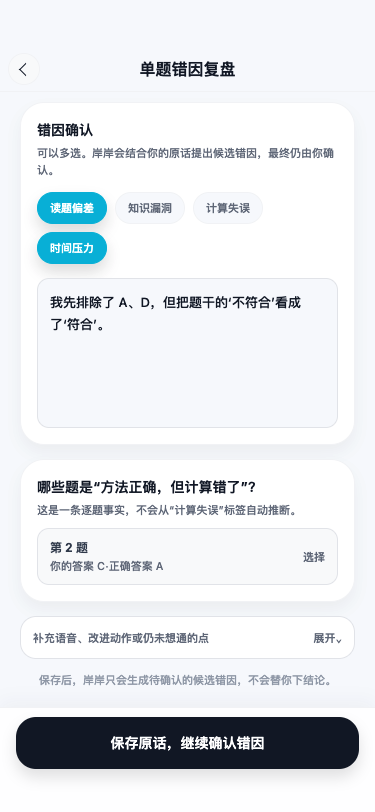 单题错因复盘
错因确认
可以多选。岸岸会结合你的原话提出候选错因，最终仍由你确
认。
读题偏差 知识漏洞 计算失误
时间压力
我先排除了 A、D，但把题干的‘不符合’看成
了‘符合’。
哪些题是“方法正确，但计算错了”？
这是一条逐题事实，不会从“计算失误”标签自动推断。
第 2 题
你的答案 C·正确答案 A
选择
补充语音、改进动作或仍未想通的点 展开⌄
保存后，岸岸只会生成待确认的候选错因，不会替你下结论。
保存原话，继续确认错因